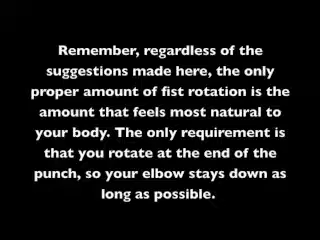 Remember, regardless of the
suggestions made here, the only
proper amount of fist rotation is the
amount that feels most natural to
your body. The only requirement is
that you rotate at the end of the
punch, so your elbow stays down as
long as possible.